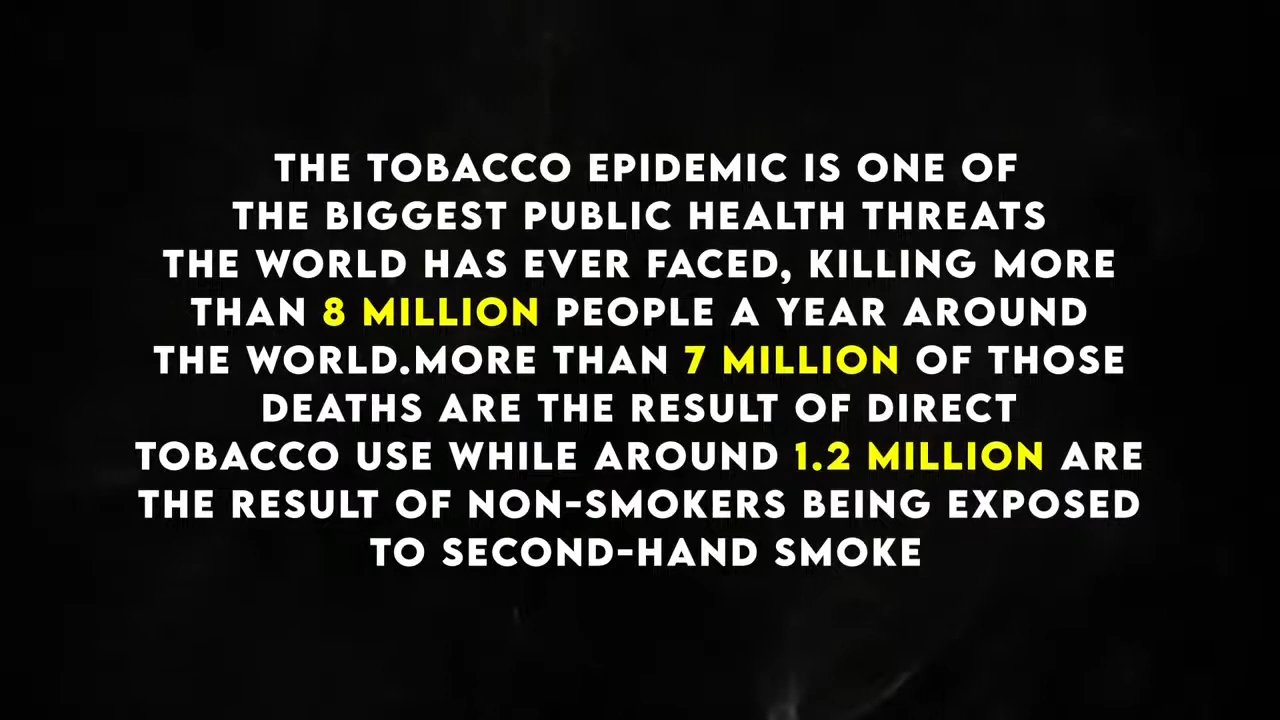 THE TOBACCO EPIDEMIC IS ONE OF
THE BIGGEST PUBLIC HEALTH THREATS
THE WORLD HAS EVER FACED, KILLING MORE
THAN 8 MILLION PEOPLE A YEAR AROUND
THE WORLD.MORE THAN 7 MILLION OF THOSE
DEATHS ARE THE RESULT OF DIRECT
TOBACCO USE WHILE AROUND 1.2 MILLION ARE
THE RESULT OF NON-SMOKERS BEING EXPOSED
TO SECOND-HAND SMOKE